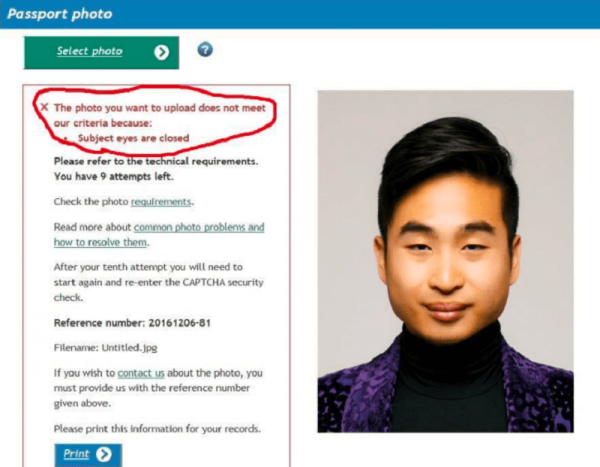 Passport photo
Select photo
?
X The photo you want to upload does not meet
our criteria because:
• Subject eyes are closed
Please refer to the technical requirements.
You have 9 attempts left.
Check the photo requirements.
Read more about common photo problems and
how to resolve them.
After your tenth attempt you will need to
start again and re-enter the CAPTCHA security
check.
Reference number: 20161206-81
Filename: Untitled.jpg
If you wish to contact us about the photo, you
must provide us with the reference number
given above.
Please print this information for your records.
Print